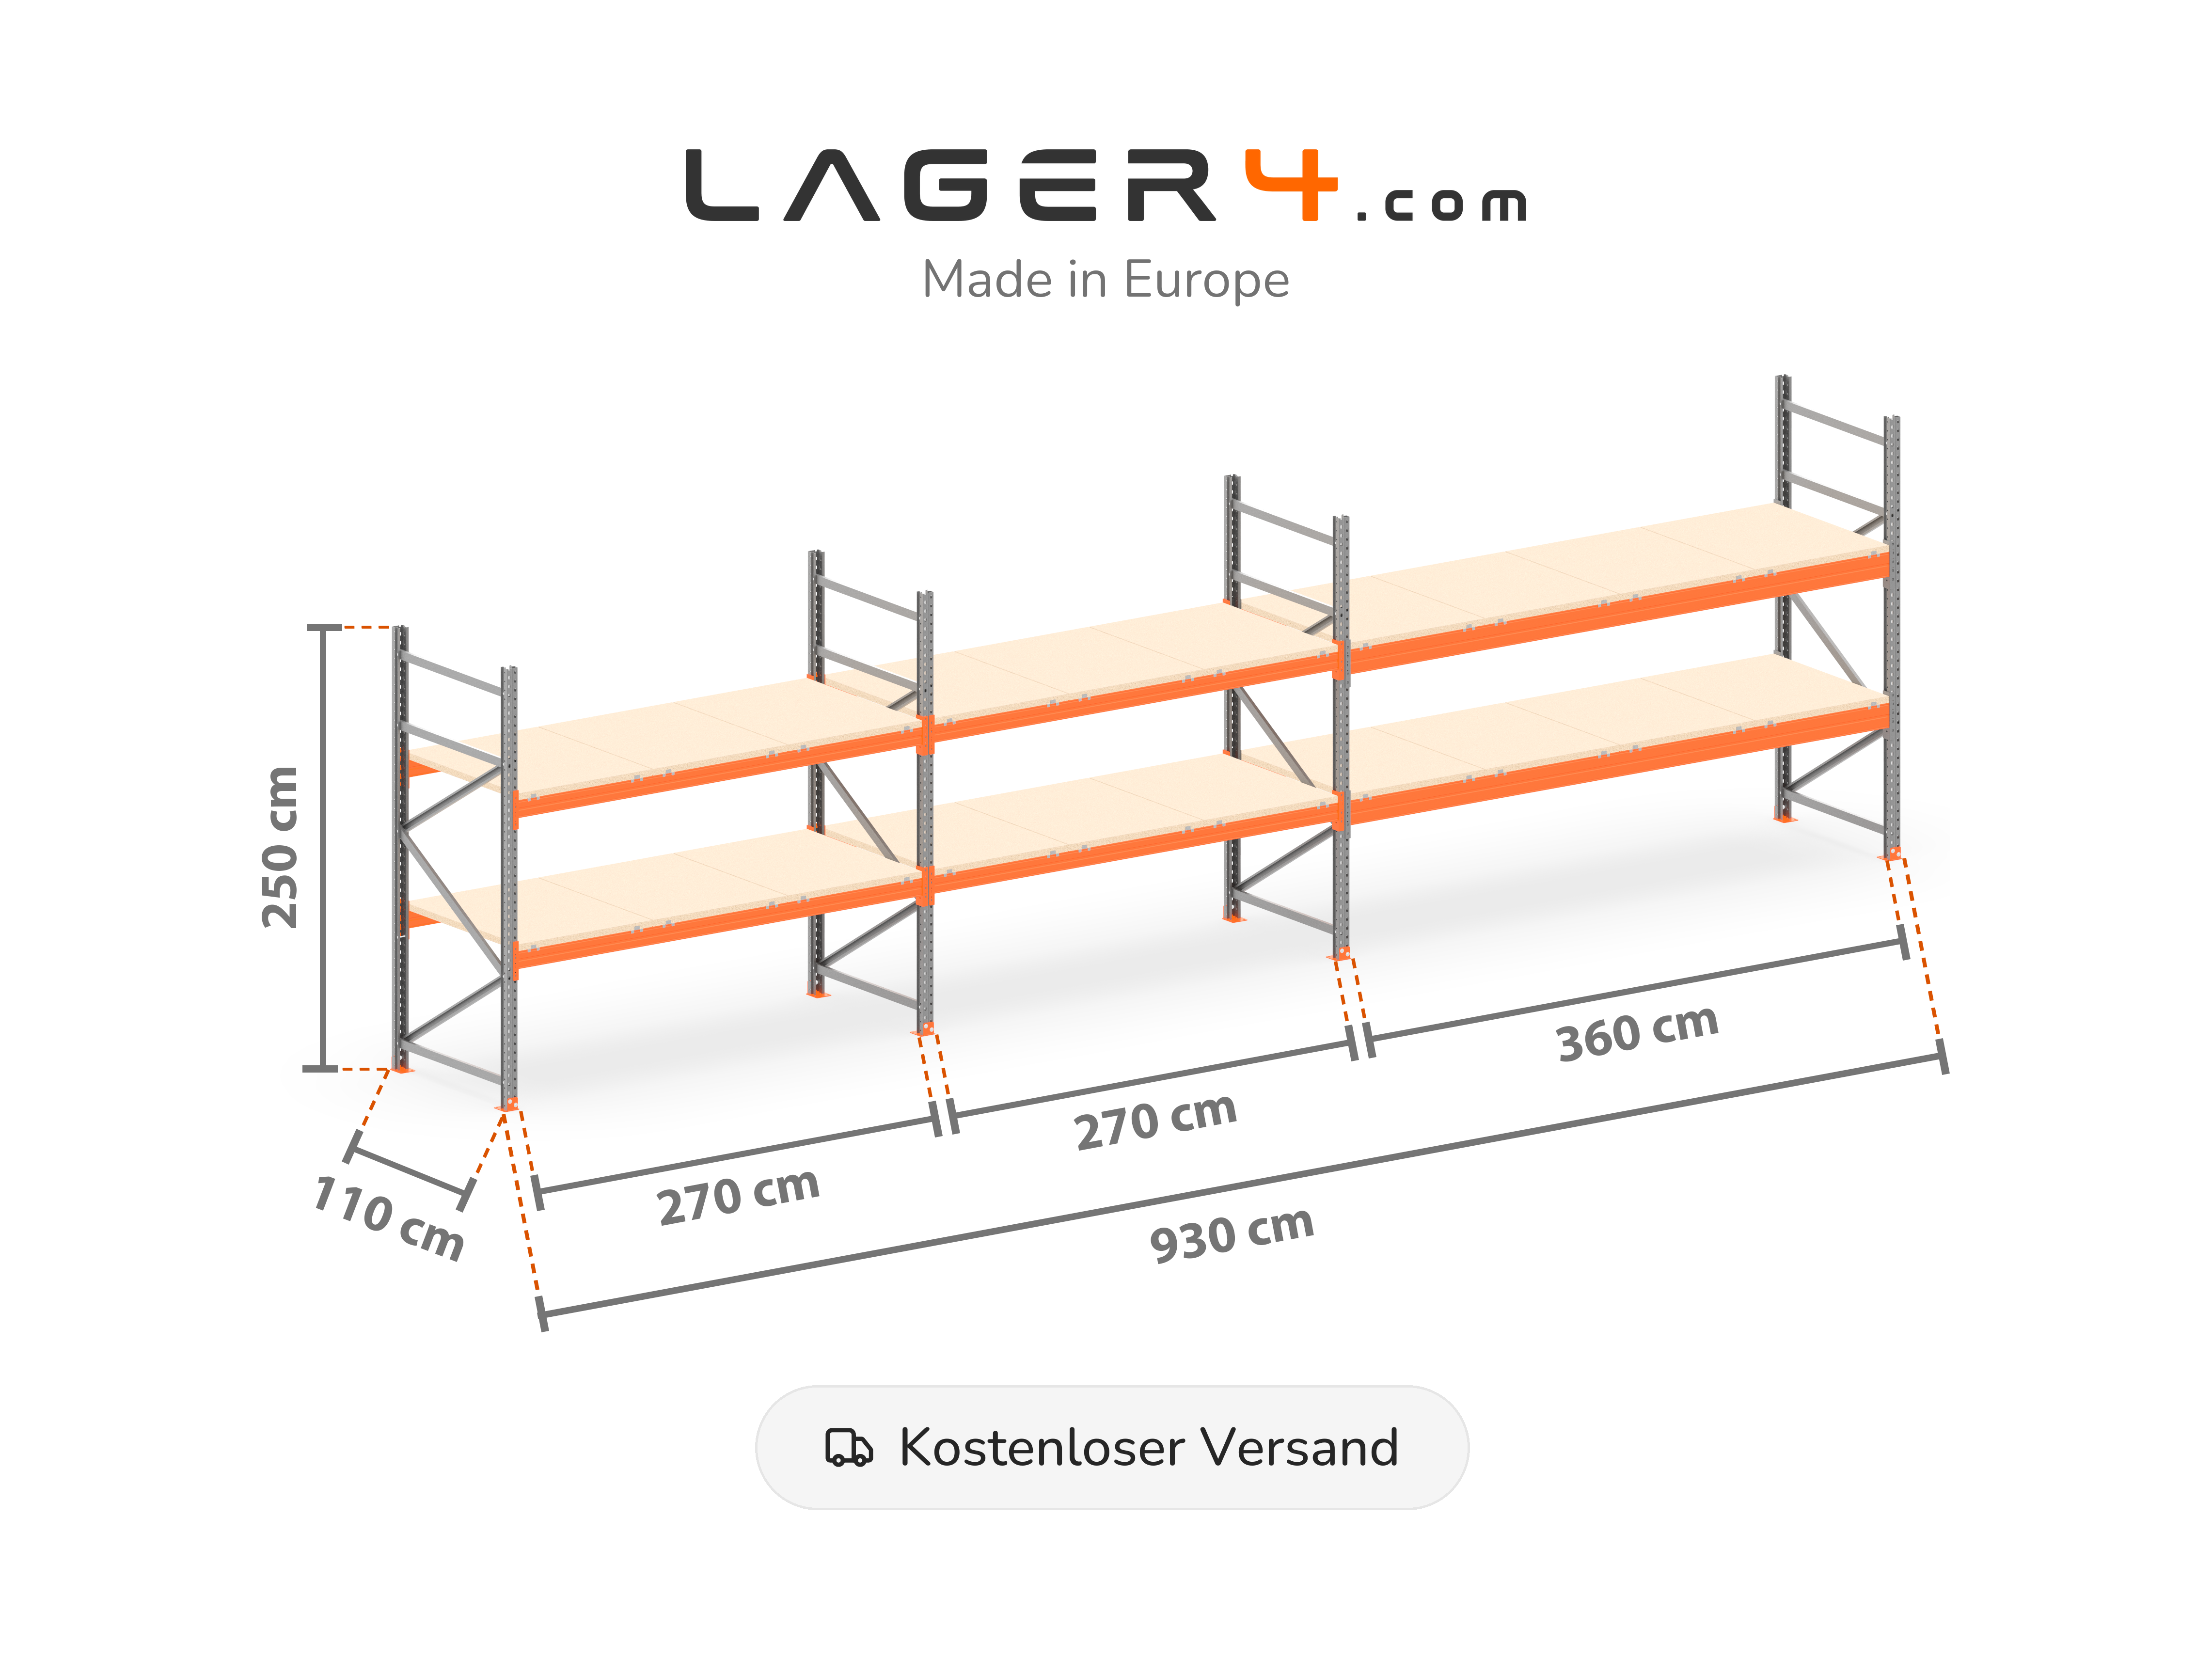 LAGER4.com
Made in Europe
250 cm
110 cm
270 cm
270 cm
360 cm
930 cm
Kostenloser Versand